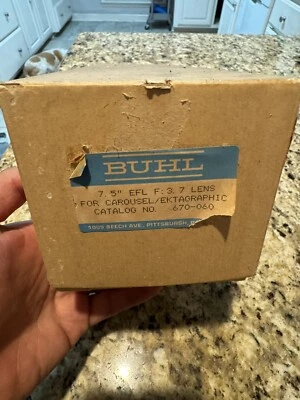 BUHL
7.5" EFL F:3.7 LENS
FOR CAROUSEL/EKTAGRAPHIC
CATALOG NO. 670-060
1009 BEECH AVE. PITTSBURGH,